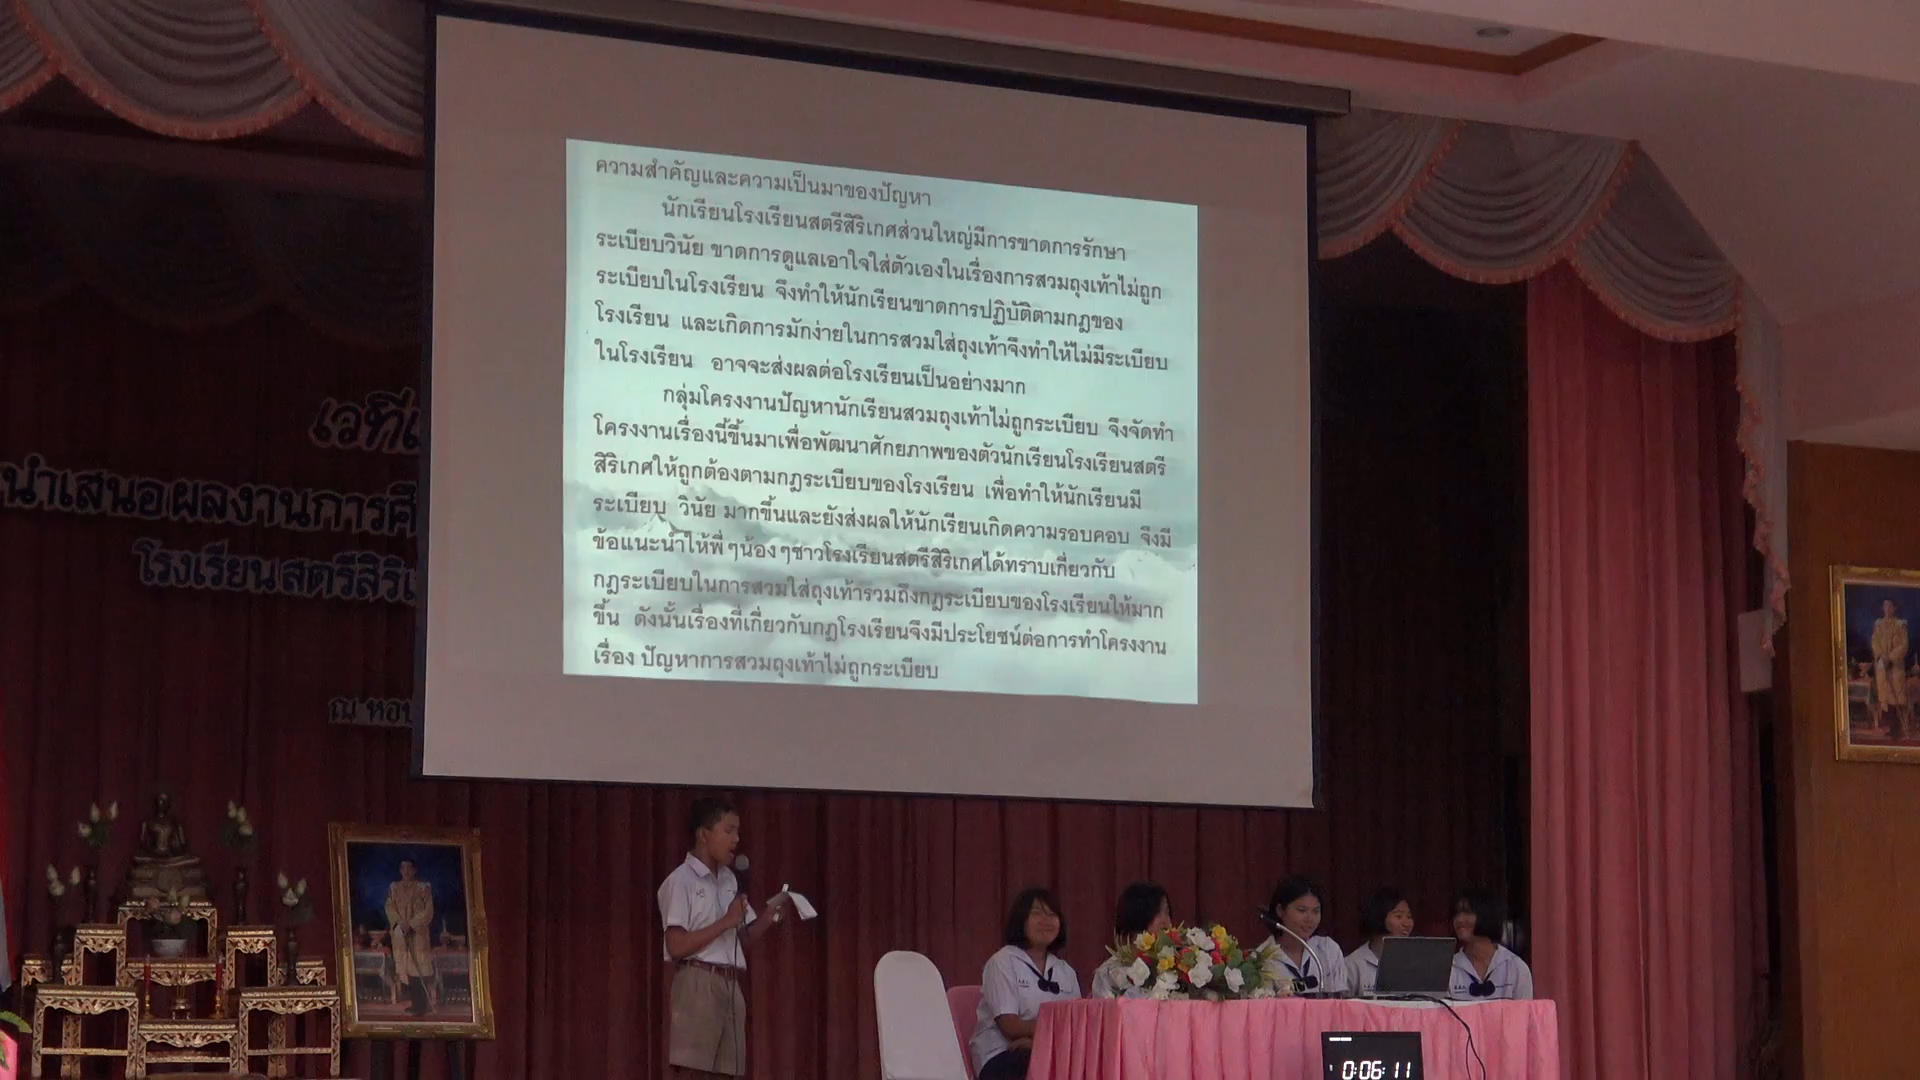 ความสำคัญและความเป็นมาของปัญหา
นักเรียนโรงเรียนสตรีสิริเกศส่วนใหญ่มีการขาดการรักษา
ระเบียบวินัย ขาดการดูแลเอาใจใส่ตัวเองในเรื่องการสวมถุงเท้าไม่ถูก
ระเบียบในโรงเรียน จึงทำให้นักเรียนขาดการปฏิบัติตามกฎของ
โรงเรียน และเกิดการมักง่ายในการสวมใส่ถุงเท้าจึงทำให้ไม่มีระเบียบ
ในโรงเรียน อาจจะส่งผลต่อโรงเรียนเป็นอย่างมาก
กลุ่มโครงงานปัญหานักเรียนสวมถุงเท้าไม่ถูกระเบียบ จึงจัดทำ
โครงงานเรื่องนี้ขึ้นมาเพื่อพัฒนาศักยภาพของตัวนักเรียนโรงเรียนสตรี
สิริเกศให้ถูกต้องตามกฎระเบียบของโรงเรียน เพื่อทำให้นักเรียนมี
ระเบียบ วินัย มากขึ้นและยังส่งผลให้นักเรียนเกิดความรอบคอบ จึงมี
ข้อแนะนำให้พี่ๆน้องๆชาวโรงเรียนสตรีสิริเกศได้ทราบเกี่ยวกับ
กฎระเบียบในการสวมใส่ถุงเท้ารวมถึงกฎระเบียบของโรงเรียนให้มาก
ขึ้น ดังนั้นเรื่องที่เกี่ยวกับกฎโรงเรียนจึงมีประโยชน์ต่อการทำโครงงาน
เรื่อง ปัญหาการสวมถุงเท้าไม่ถูกระเบียบ
เวที
นำเสนอผลงานการศึ
โรงเรียนสตรีสิริเ
ณ หอป
0:06:11